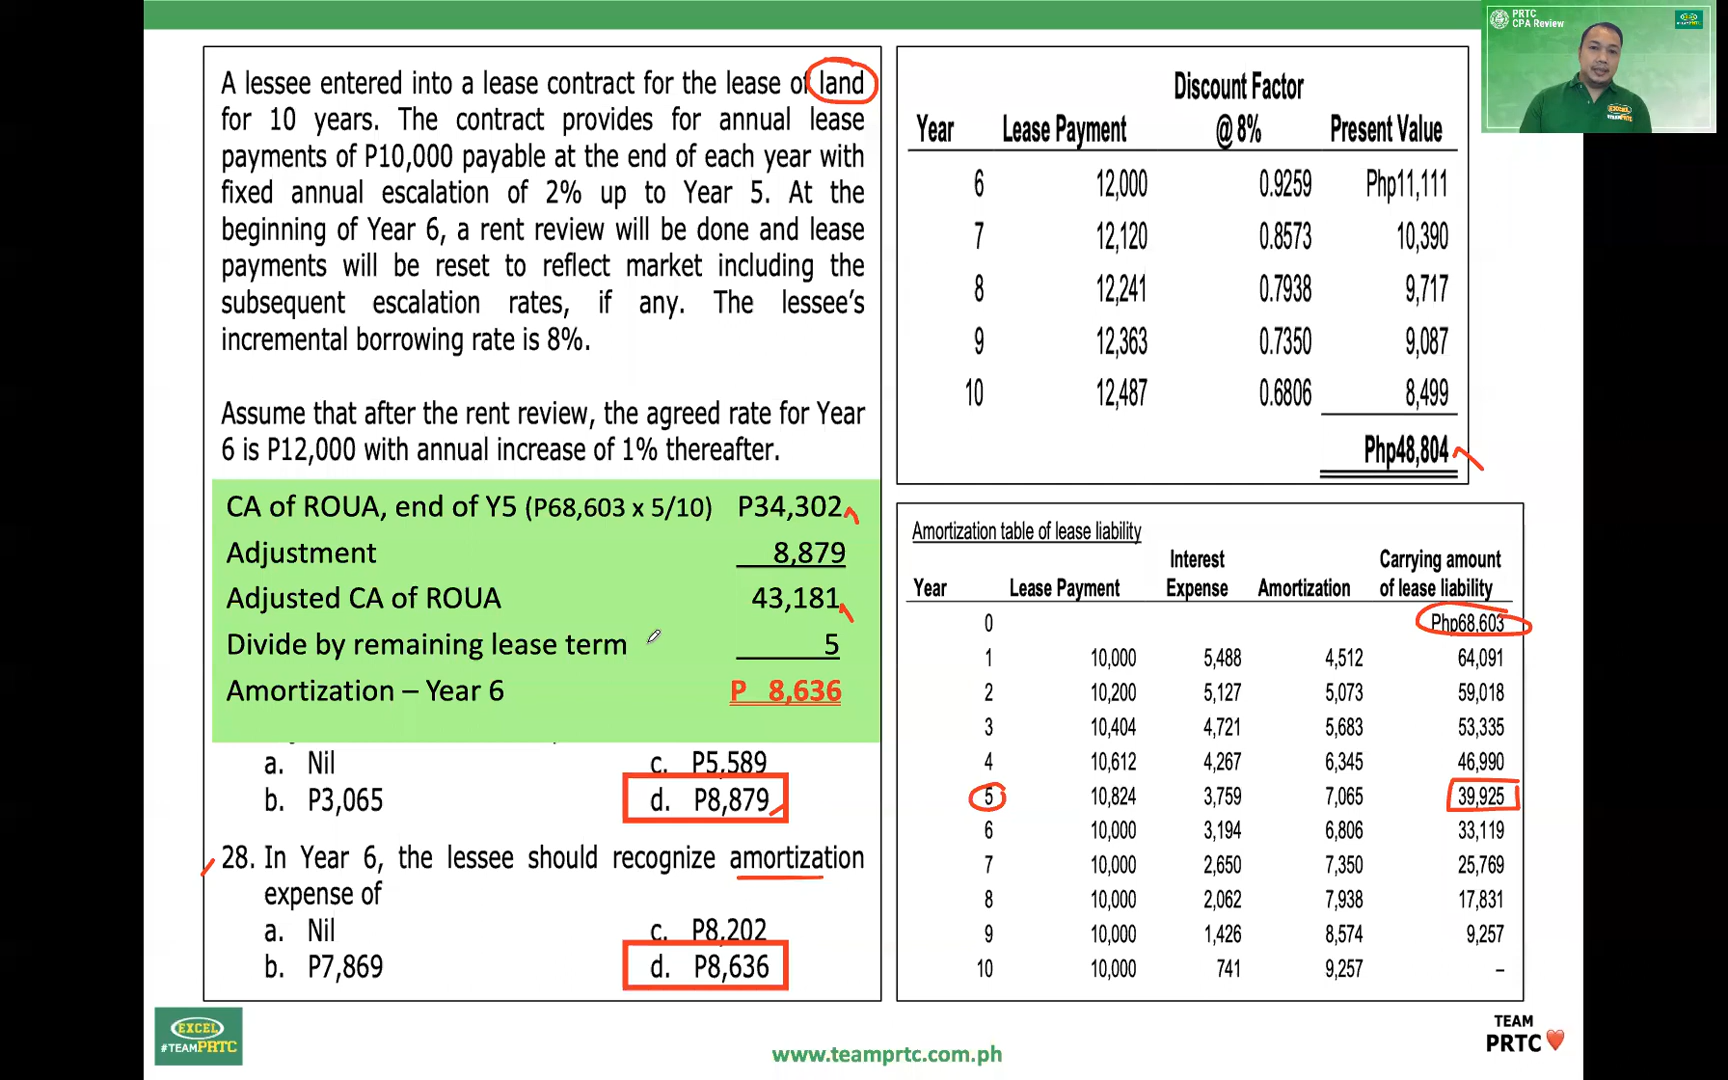 PRTC
CPA Review
A lessee entered into a lease contract for the lease of land
for 10 years. The contract provides for annual lease
payments of P10,000 payable at the end of each year with
fixed annual escalation of 2% up to Year 5. At the
beginning of Year 6, a rent review will be done and lease
payments will be reset to reflect market including the
subsequent escalation rates, if any. The lessee's
incremental borrowing rate is 8%.
Assume that after the rent review, the agreed rate for Year
6 is P12,000 with annual increase of 1% thereafter.
CA of ROUA, end of Y5 (P68,603 x 5/10) P34,302
Adjustment 8,879
Adjusted CA of ROUA 43,181
Divide by remaining lease term 5
Amortization – Year 6 P 8,636
a. Nil c. P5,589
b. P3,065 d. P8,879
28. In Year 6, the lessee should recognize amortization
expense of
a. Nil c. P8,202
b. P7,869 d. P8,636
Discount Factor
Year Lease Payment @ 8% Present Value
6 12,000 0.9259 Php11,111
7 12,120 0.8573 10,390
8 12,241 0.7938 9,717
9 12,363 0.7350 9,087
10 12,487 0.6806 8,499
Php48,804
Amortization table of lease liability
Interest Carrying amount
Year Lease Payment Expense Amortization of lease liability
0 Php68,603
1 10,000 5,488 4,512 64,091
2 10,200 5,127 5,073 59,018
3 10,404 4,721 5,683 53,335
4 10,612 4,267 6,345 46,990
5 10,824 3,759 7,065 39,925
6 10,000 3,194 6,806 33,119
7 10,000 2,650 7,350 25,769
8 10,000 2,062 7,938 17,831
9 10,000 1,426 8,574 9,257
10 10,000 741 9,257 –
EXCEL
#TEAMPRTC
www.teamprtc.com.ph
TEAM
PRTC